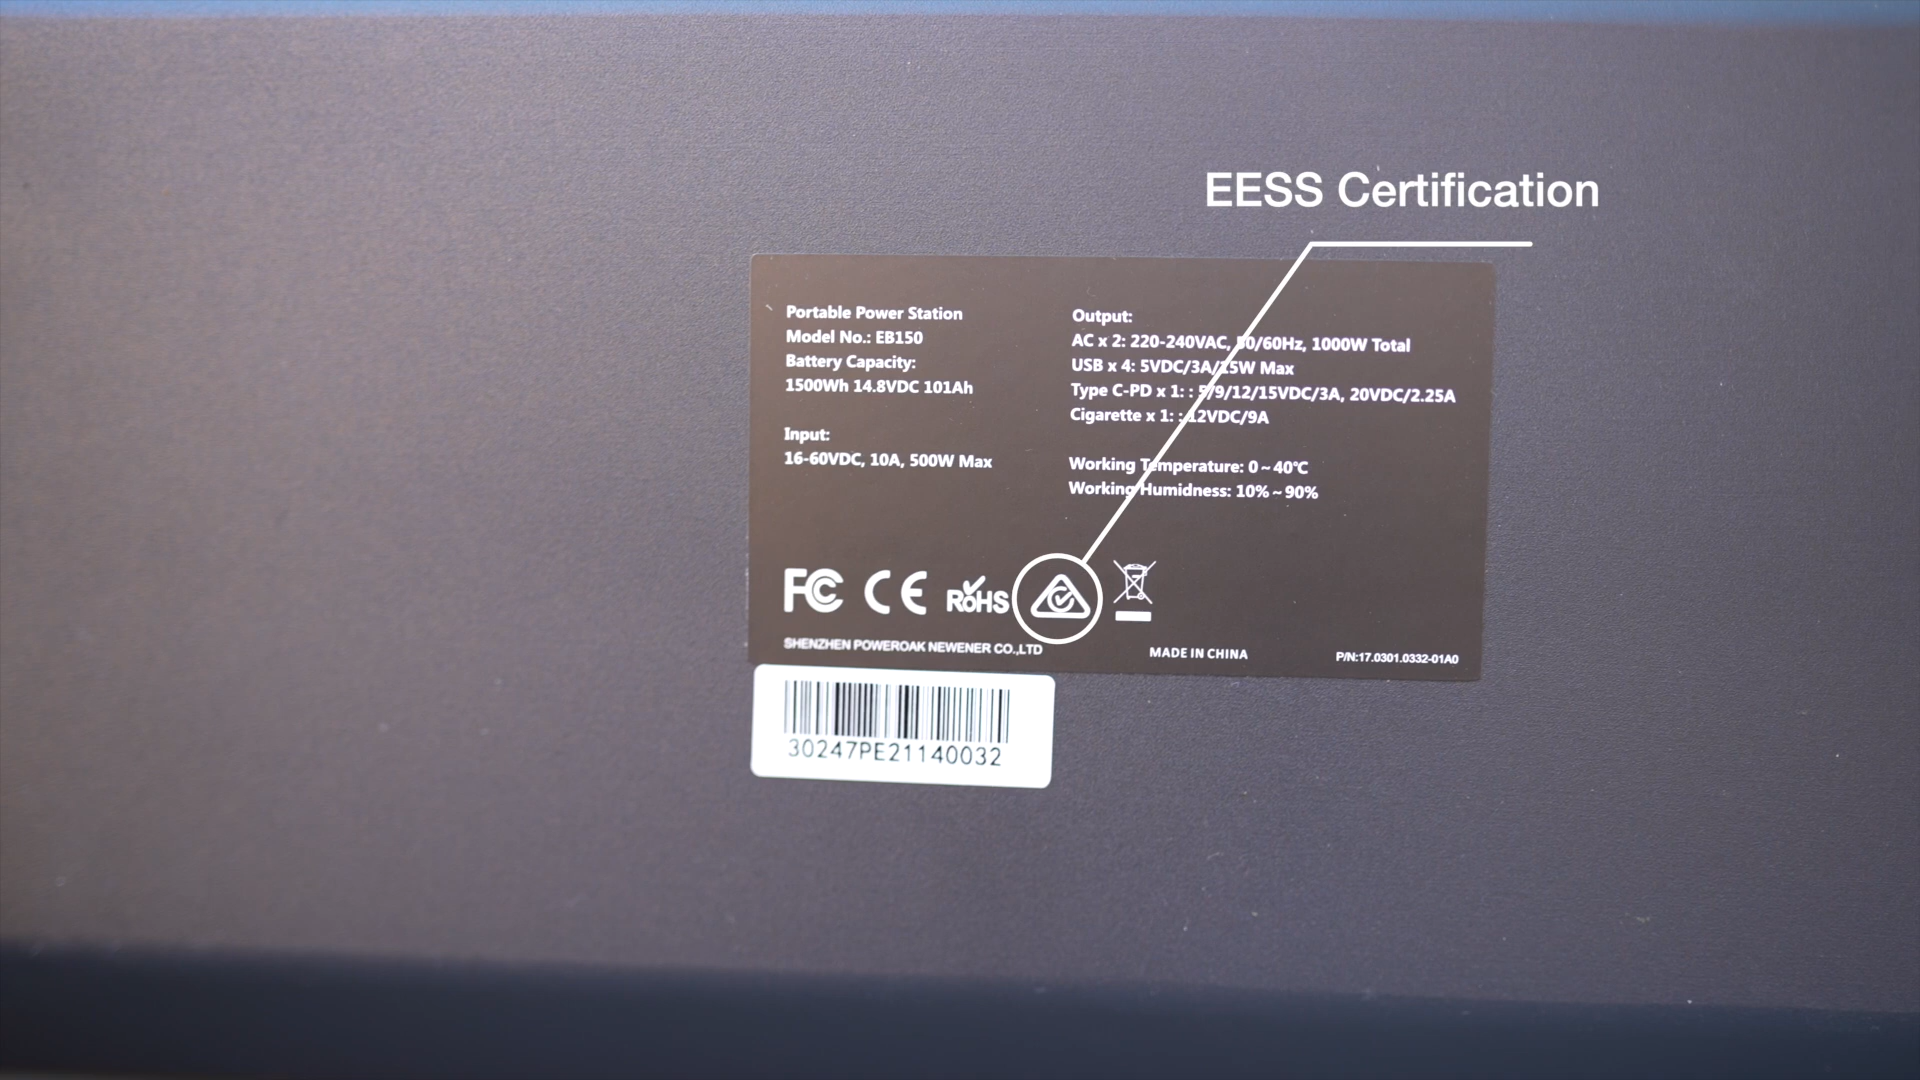 EESS Certification
Portable Power Station
Model No.: EB150
Battery Capacity:
1500Wh 14.8VDC 101Ah
Input:
16-60VDC, 10A, 500W Max
Output:
AC x 2: 220-240VAC, 50/60Hz, 1000W Total
USB x 4: 5VDC/3A/15W Max
Type C-PD x 1: : 5/9/12/15VDC/3A, 20VDC/2.25A
Cigarette x 1: : 12VDC/9A
Working Temperature: 0 ~ 40℃
Working Humidness: 10% ~ 90%
FC CE RoHS
SHENZHEN POWEROAK NEWENER CO.,LTD
MADE IN CHINA
P/N:17.0301.0332-01A0
30247PE21140032